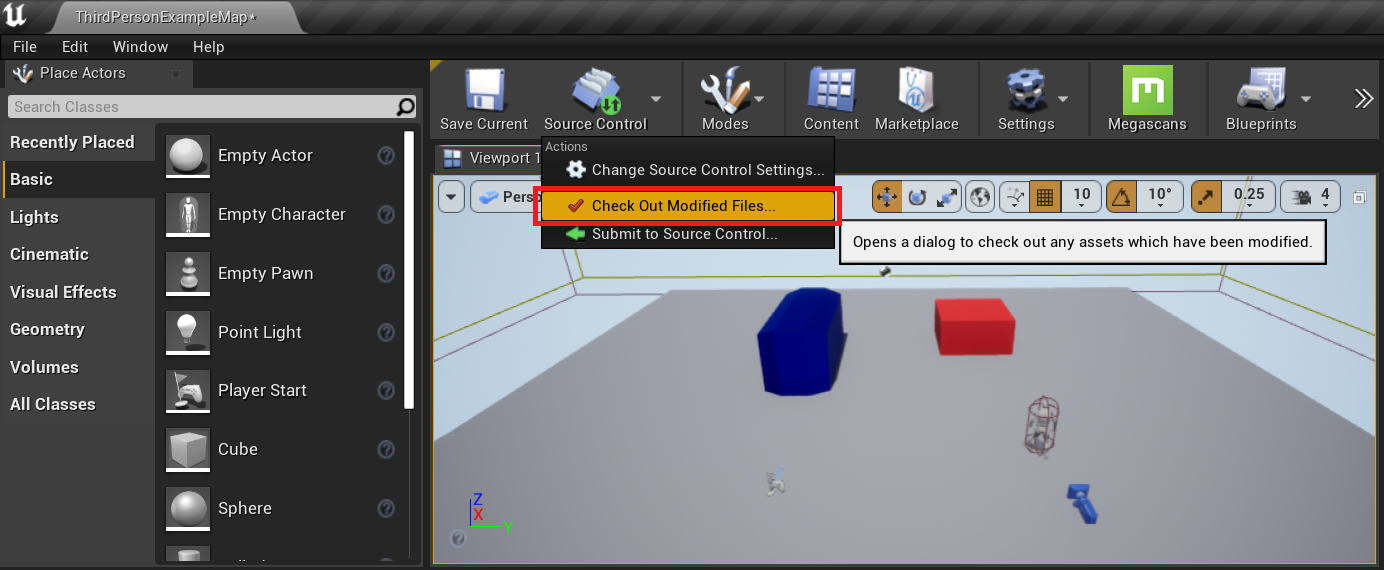 ThirdPersonExampleMap*
File Edit Window Help
Place Actors
Search Classes
Recently Placed
Basic
Lights
Cinematic
Visual Effects
Geometry
Volumes
All Classes
Empty Actor
Empty Character
Empty Pawn
Point Light
Player Start
Cube
Sphere
Save Current
Source Control
Modes
Content
Marketplace
Settings
Megascans
Blueprints
Viewport 1
Actions
Change Source Control Settings...
Check Out Modified Files...
Submit to Source Control...
10
10°
0.25
4
Opens a dialog to check out any assets which have been modified.
Z
X
Y